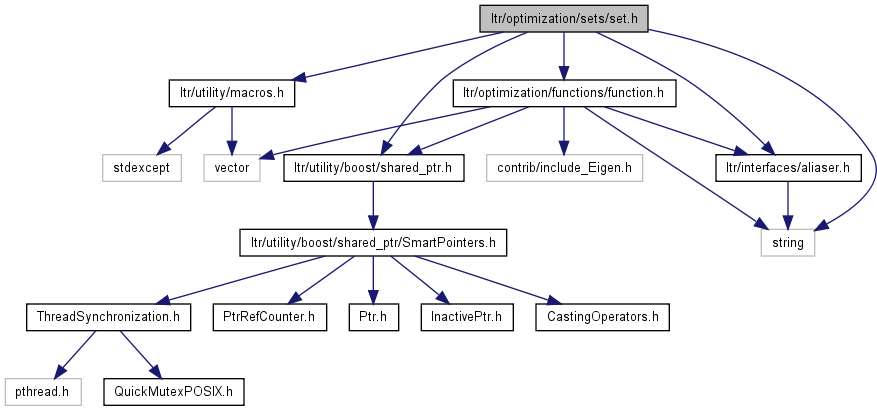 ltr/optimization/sets/set.h
ltr/utility/macros.h
ltr/optimization/functions/function.h
stdexcept
vector
ltr/utility/boost/shared_ptr.h
contrib/include_Eigen.h
ltr/interfaces/aliaser.h
ltr/utility/boost/shared_ptr/SmartPointers.h
string
ThreadSynchronization.h
PtrRefCounter.h
Ptr.h
InactivePtr.h
CastingOperators.h
pthread.h
QuickMutexPOSIX.h